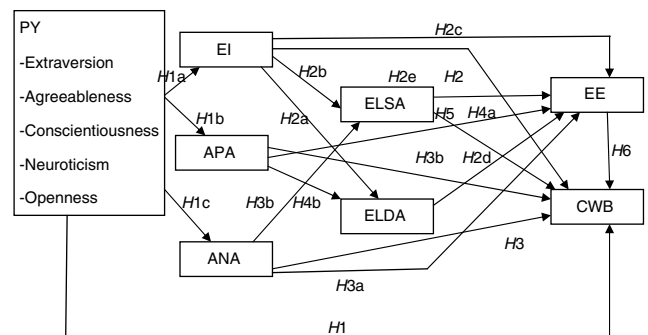 PY
-Extraversion
-Agreeableness
-Conscientiousness
-Neuroticism
-Openness
EI
APA
ANA
ELSA
ELDA
EE
CWB
H1a
H1b
H1c
H2c
H2b
H2e
H2
H2a
H5
H4a
H3b
H2d
H6
H3b
H4b
H3
H3a
H1